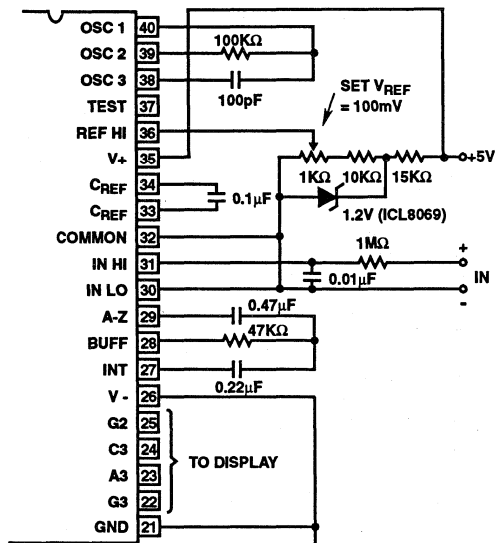 OSC 1 40
OSC 2 39 100KΩ
OSC 3 38
100pF
TEST 37
SET VREF
= 100mV
REF HI 36
V+ 35
+5V
1KΩ 10KΩ 15KΩ
CREF 34
0.1µF
CREF 33
1.2V (ICL8069)
COMMON 32
1MΩ
+
IN HI 31
0.01µF
IN
IN LO 30
-
0.47µF
A-Z 29
BUFF 28 47KΩ
INT 27
0.22µF
V - 26
G2 25
C3 24
TO DISPLAY
A3 23
G3 22
GND 21